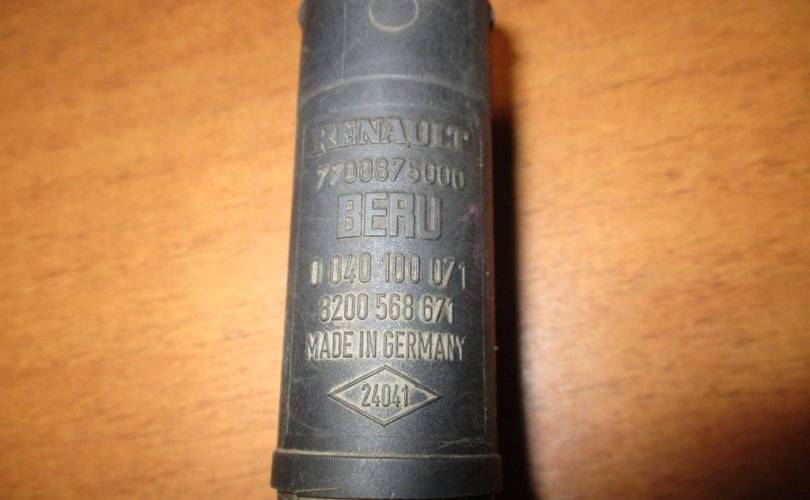 RENAULT
7700875000
BERU
0 040 100 071
8200 568 671
MADE IN GERMANY
24041